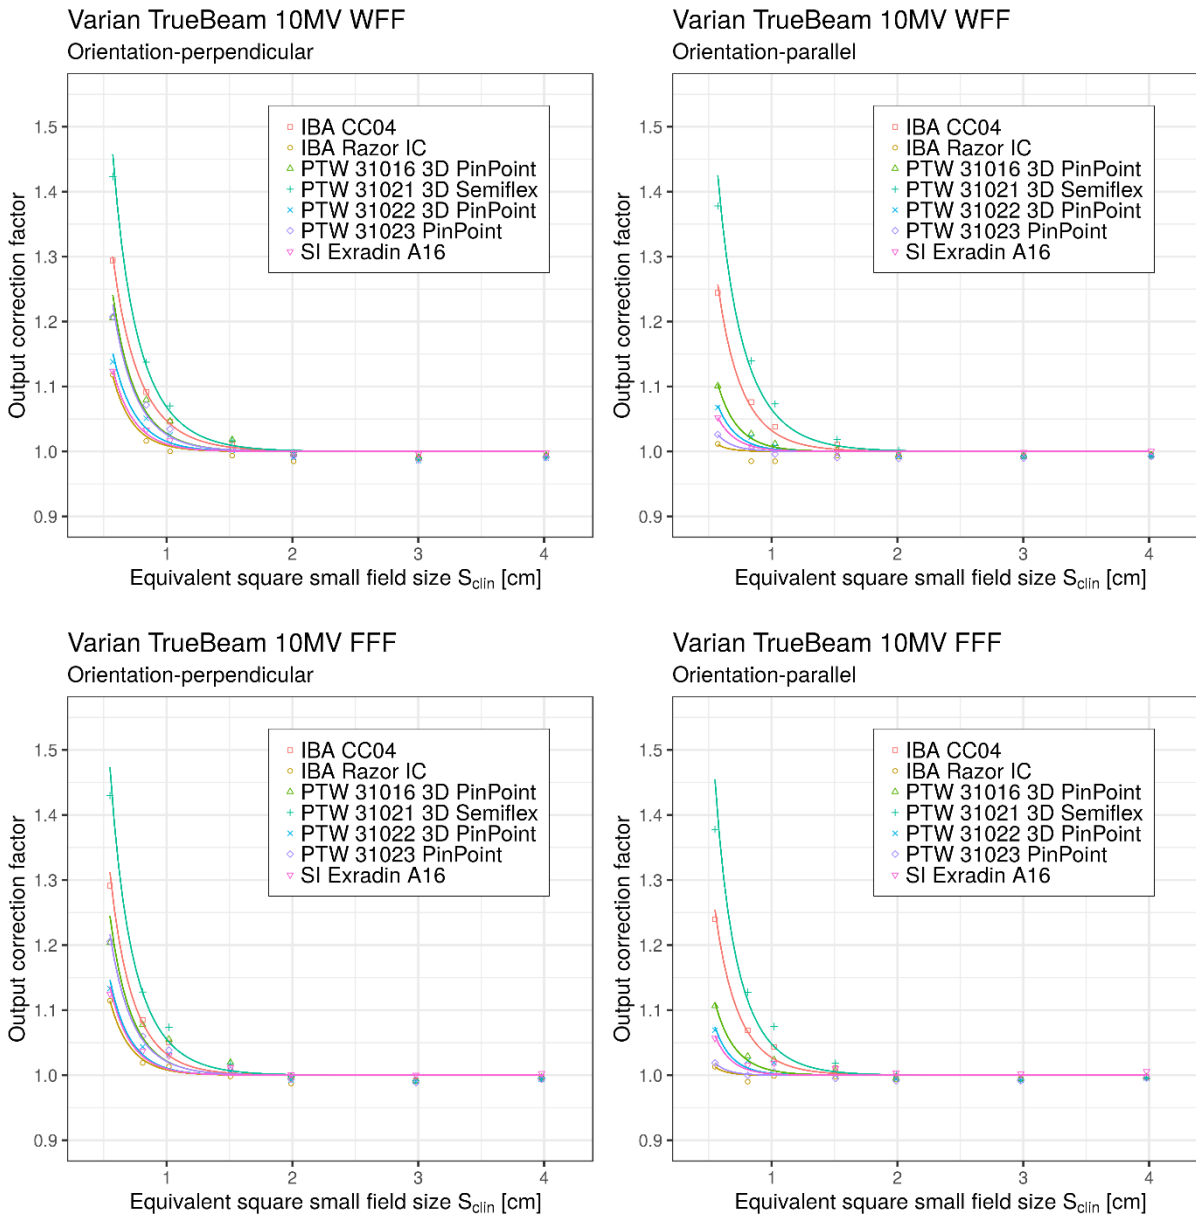 Varian TrueBeam 10MV WFF
Orientation-perpendicular
Output correction factor
1.5
1.4
1.3
1.2
1.1
1.0
0.9
IBA CC04
IBA Razor IC
PTW 31016 3D PinPoint
PTW 31021 3D Semiflex
PTW 31022 3D PinPoint
PTW 31023 PinPoint
SI Exradin A16
1 2 3 4
Equivalent square small field size Sclin [cm]
Varian TrueBeam 10MV WFF
Orientation-parallel
Output correction factor
1.5
1.4
1.3
1.2
1.1
1.0
0.9
IBA CC04
IBA Razor IC
PTW 31016 3D PinPoint
PTW 31021 3D Semiflex
PTW 31022 3D PinPoint
PTW 31023 PinPoint
SI Exradin A16
1 2 3 4
Equivalent square small field size Sclin [cm]
Varian TrueBeam 10MV FFF
Orientation-perpendicular
Output correction factor
1.5
1.4
1.3
1.2
1.1
1.0
0.9
IBA CC04
IBA Razor IC
PTW 31016 3D PinPoint
PTW 31021 3D Semiflex
PTW 31022 3D PinPoint
PTW 31023 PinPoint
SI Exradin A16
1 2 3 4
Equivalent square small field size Sclin [cm]
Varian TrueBeam 10MV FFF
Orientation-parallel
Output correction factor
1.5
1.4
1.3
1.2
1.1
1.0
0.9
IBA CC04
IBA Razor IC
PTW 31016 3D PinPoint
PTW 31021 3D Semiflex
PTW 31022 3D PinPoint
PTW 31023 PinPoint
SI Exradin A16
1 2 3 4
Equivalent square small field size Sclin [cm]